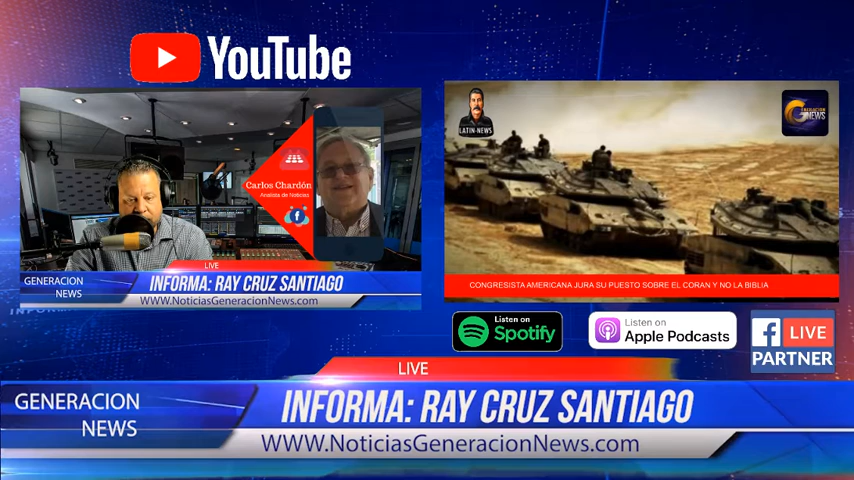 YouTube
Carlos Chardón
Analista de Noticias
LIVE
GENERACION
NEWS
INFORMA: RAY CRUZ SANTIAGO
WWW.NoticiasGeneracionNews.com
LATIN-NEWS
GENERACION
NEWS
CONGRESISTA AMERICANA JURA SU PUESTO SOBRE EL CORAN Y NO LA BIBLIA
Listen on
Spotify
Listen on
Apple Podcasts
LIVE
PARTNER
LIVE
GENERACION
NEWS
INFORMA: RAY CRUZ SANTIAGO
WWW.NoticiasGeneracionNews.com